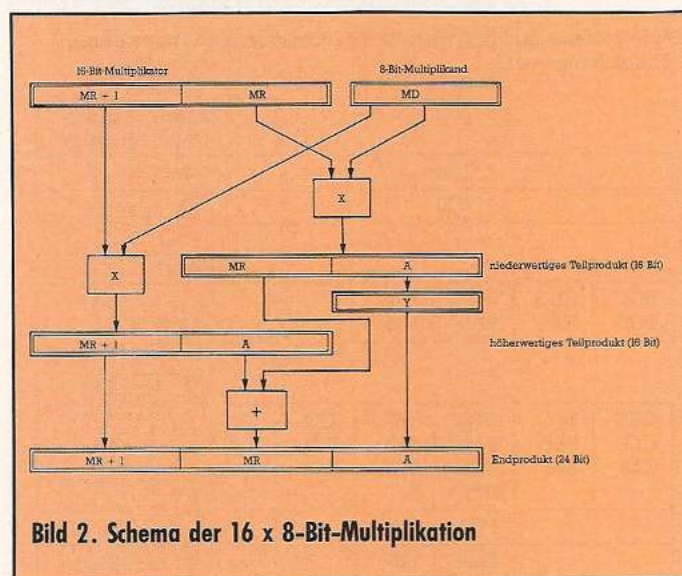 16-Bit-Multiplikator 8-Bit-Multiplikand
MR + 1 MR MD
X
MR A niederwertiges Teilprodukt (16 Bit)
X
Y
MR + 1 A höherwertiges Teilprodukt (16 Bit)
+
MR + 1 MR A Endprodukt (24 Bit)
Bild 2. Schema der 16 x 8-Bit-Multiplikation